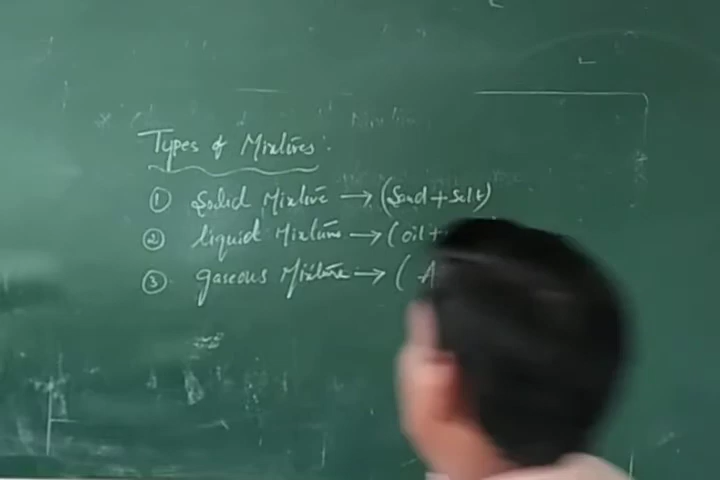 Types of Mixtures:
① Solid Mixture → (Sand + Salt)
② liquid Mixture → ( oil +
③ gaseous Mixture → ( A